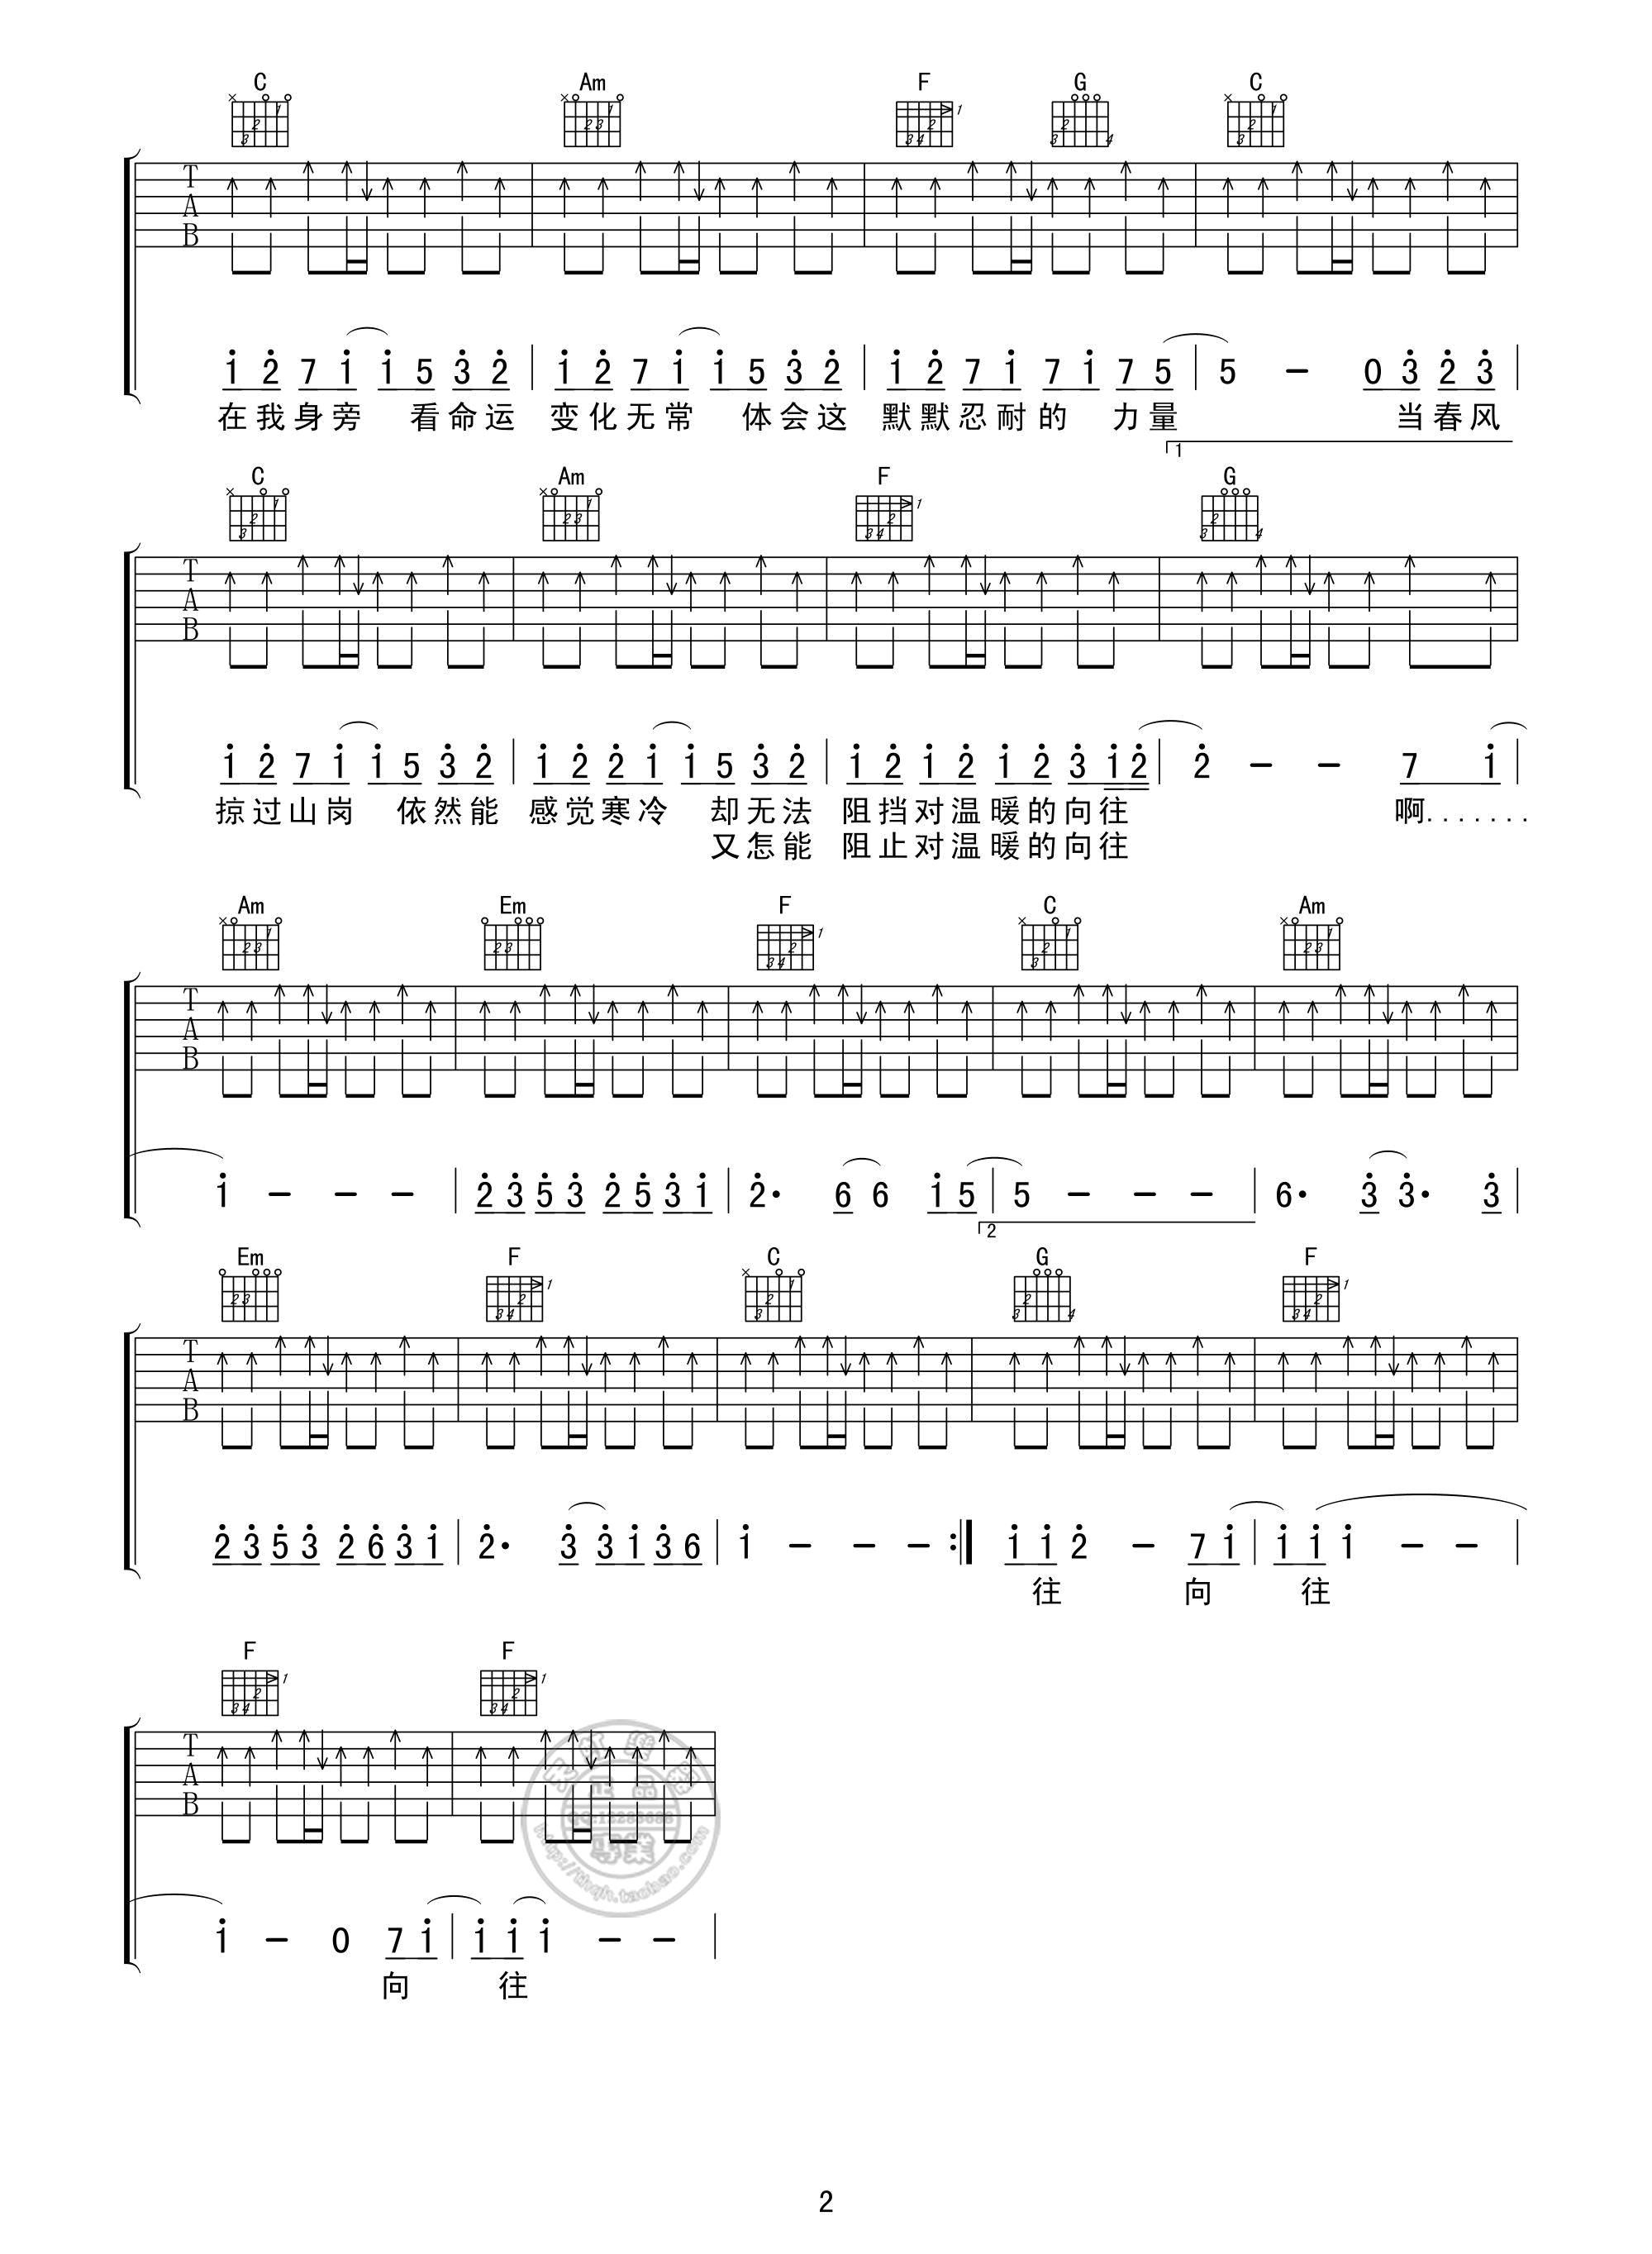 C Am F G C
T A B
1 2 7 1 1 5 3 2 | 1 2 7 1 1 5 3 2 | 1 2 7 1 7 1 7 5 | 5 – 0 3 2 3 |
在我身旁 看命运 变化无常 体会这 默默忍耐的 力量 当春风
1
C Am F G
T A B
1 2 7 1 1 5 3 2 | 1 2 2 1 1 5 3 2 | 1 2 1 2 1 2 3 1 2 | 2 – – 7 1 |
掠过山岗 依然能 感觉寒冷 却无法 阻挡对温暖的向往 啊.......
又怎能 阻止对温暖的向往
Am Em F C Am
T A B
1 – – – | 2 3 5 3 2 5 3 1 | 2· 6 6 1 5 | 5 – – – | 6· 3 3· 3 |
2
Em F C G F
T A B
2 3 5 3 2 6 3 1 | 2· 3 3 1 3 6 | 1 – – – :| 1 1 2 – 7 1 | 1 1 1 – – |
往 向 往
F F
T A B
1 – 0 7 1 | 1 1 1 – – |
向 往
http://thqh.taobao.com
2